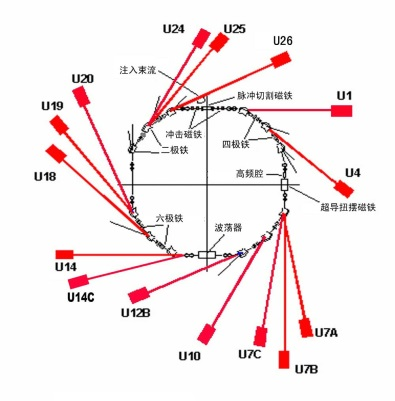 U24
U25
U26
U20
注入束流
脉冲切割磁铁
U1
U19
冲击磁铁
二极铁
四极铁
U18
高频腔
U4
超导扭摆磁铁
六极铁
波荡器
U14
U14C
U12B
U10
U7C
U7A
U7B